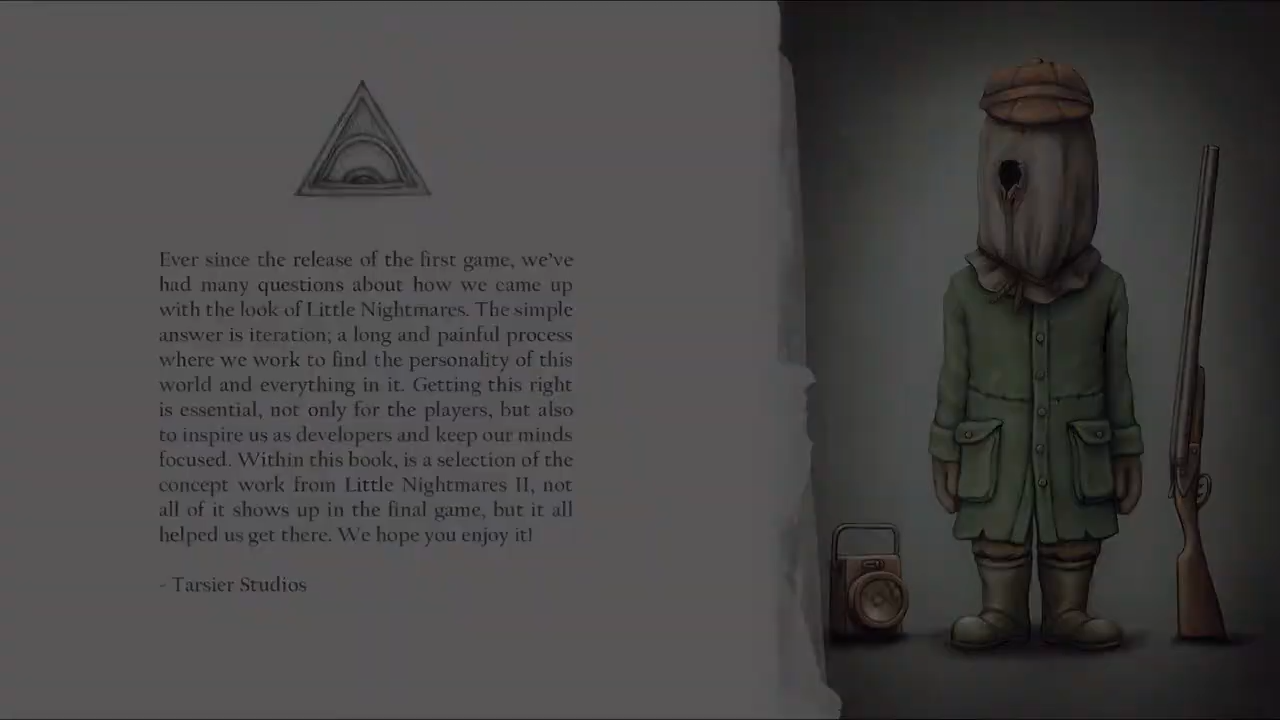 Ever since the release of the first game, we've
had many questions about how we came up
with the look of Little Nightmares. The simple
answer is iteration; a long and painful process
where we work to find the personality of this
world and everything in it. Getting this right
is essential, not only for the players, but also
to inspire us as developers and keep our minds
focused. Within this book, is a selection of the
concept work from Little Nightmares II, not
all of it shows up in the final game, but it all
helped us get there. We hope you enjoy it!
- Tarsier Studios